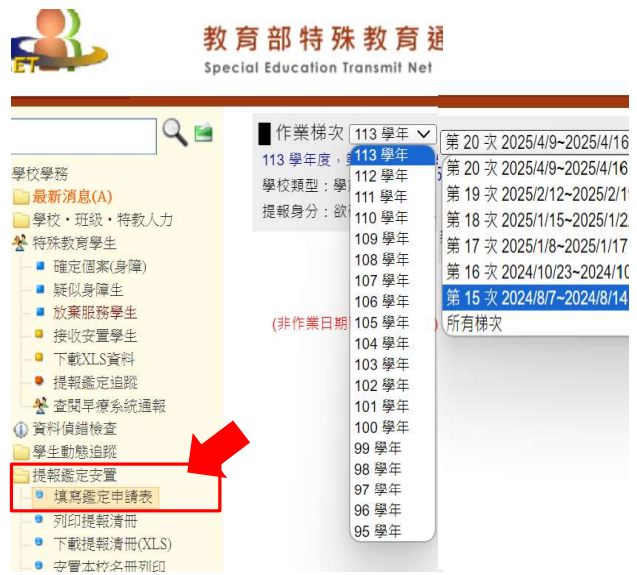 教育部特殊教育通
Special Education Transmit Net
ET
學校學務
最新消息(A)
學校・班級・特教人力
特殊教育學生
確定個案(身障)
疑似身障生
放棄服務學生
接收安置學生
下載XLS資料
提報鑑定追蹤
查閱早療系統通報
資料偵錯檢查
學生動態追蹤
提報鑑定安置
填寫鑑定申請表
列印提報清冊
下載提報清冊(XLS)
安置本校名冊列印
作業梯次 113 學年
113 學年度，
學校類型：學
提報身分：欲
(非作業日期
113 學年
112 學年
111 學年
110 學年
109 學年
108 學年
107 學年
106 學年
105 學年
104 學年
103 學年
102 學年
101 學年
100 學年
99 學年
98 學年
97 學年
96 學年
95 學年
第 20 次 2025/4/9~2025/4/16
第 20 次 2025/4/9~2025/4/16
第 19 次 2025/2/12~2025/2/1
第 18 次 2025/1/15~2025/1/2
第 17 次 2025/1/8~2025/1/17
第 16 次 2024/10/23~2024/10
第 15 次 2024/8/7~2024/8/14
所有梯次